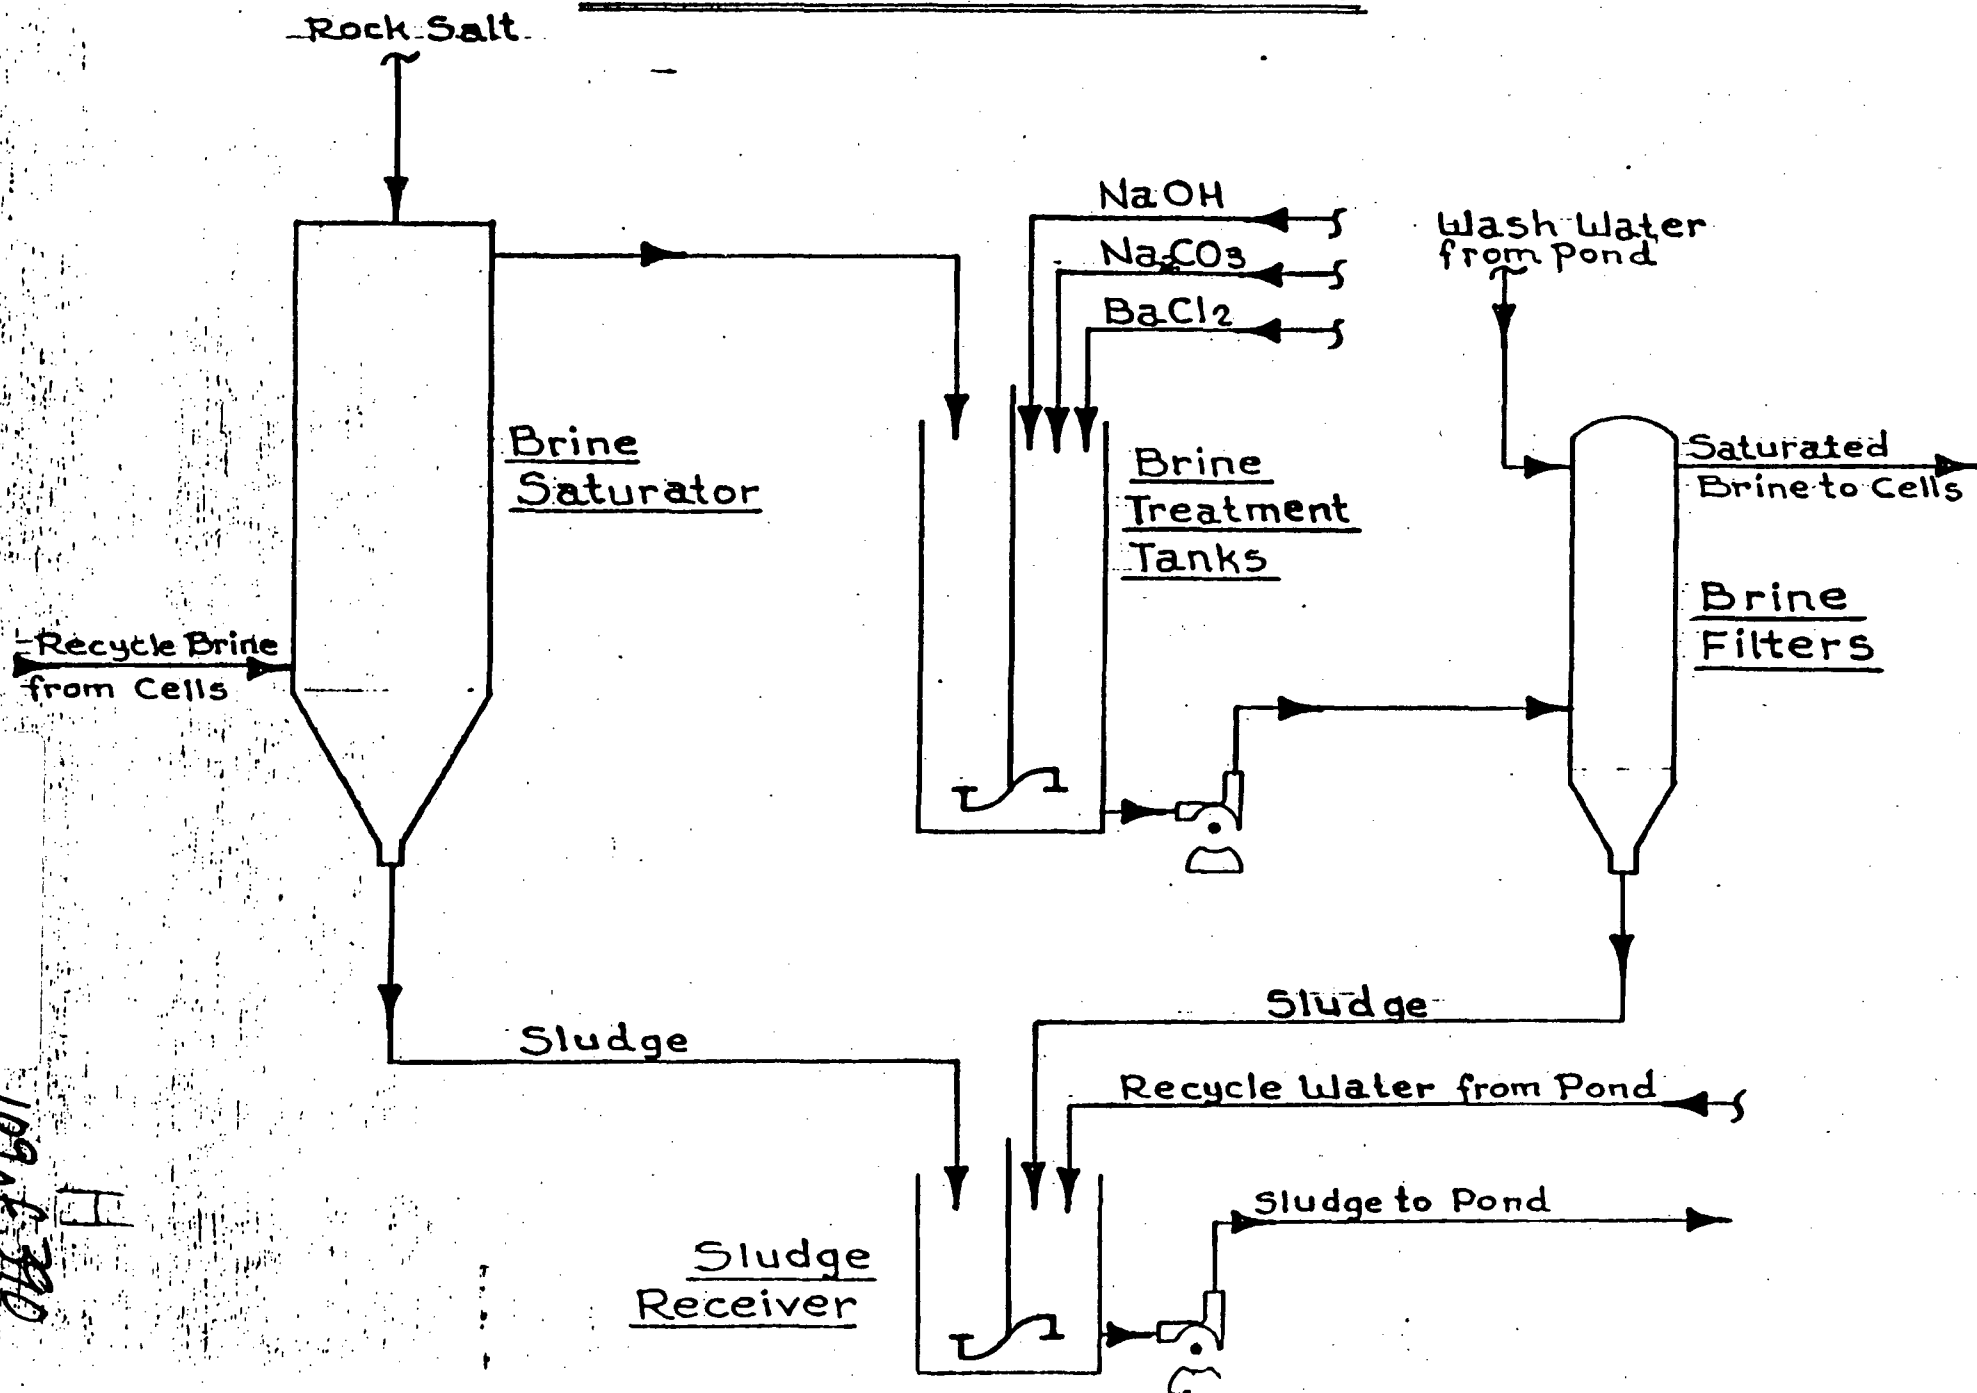 Rock Salt
NaOH
Na2CO3
BaCl2
Wash Water
from Pond
Brine
Saturator
Brine
Treatment
Tanks
Saturated
Brine to Cells
Brine
Filters
Recycle Brine
from Cells
Sludge
Sludge
Recycle Water from Pond
Sludge to Pond
Sludge
Receiver